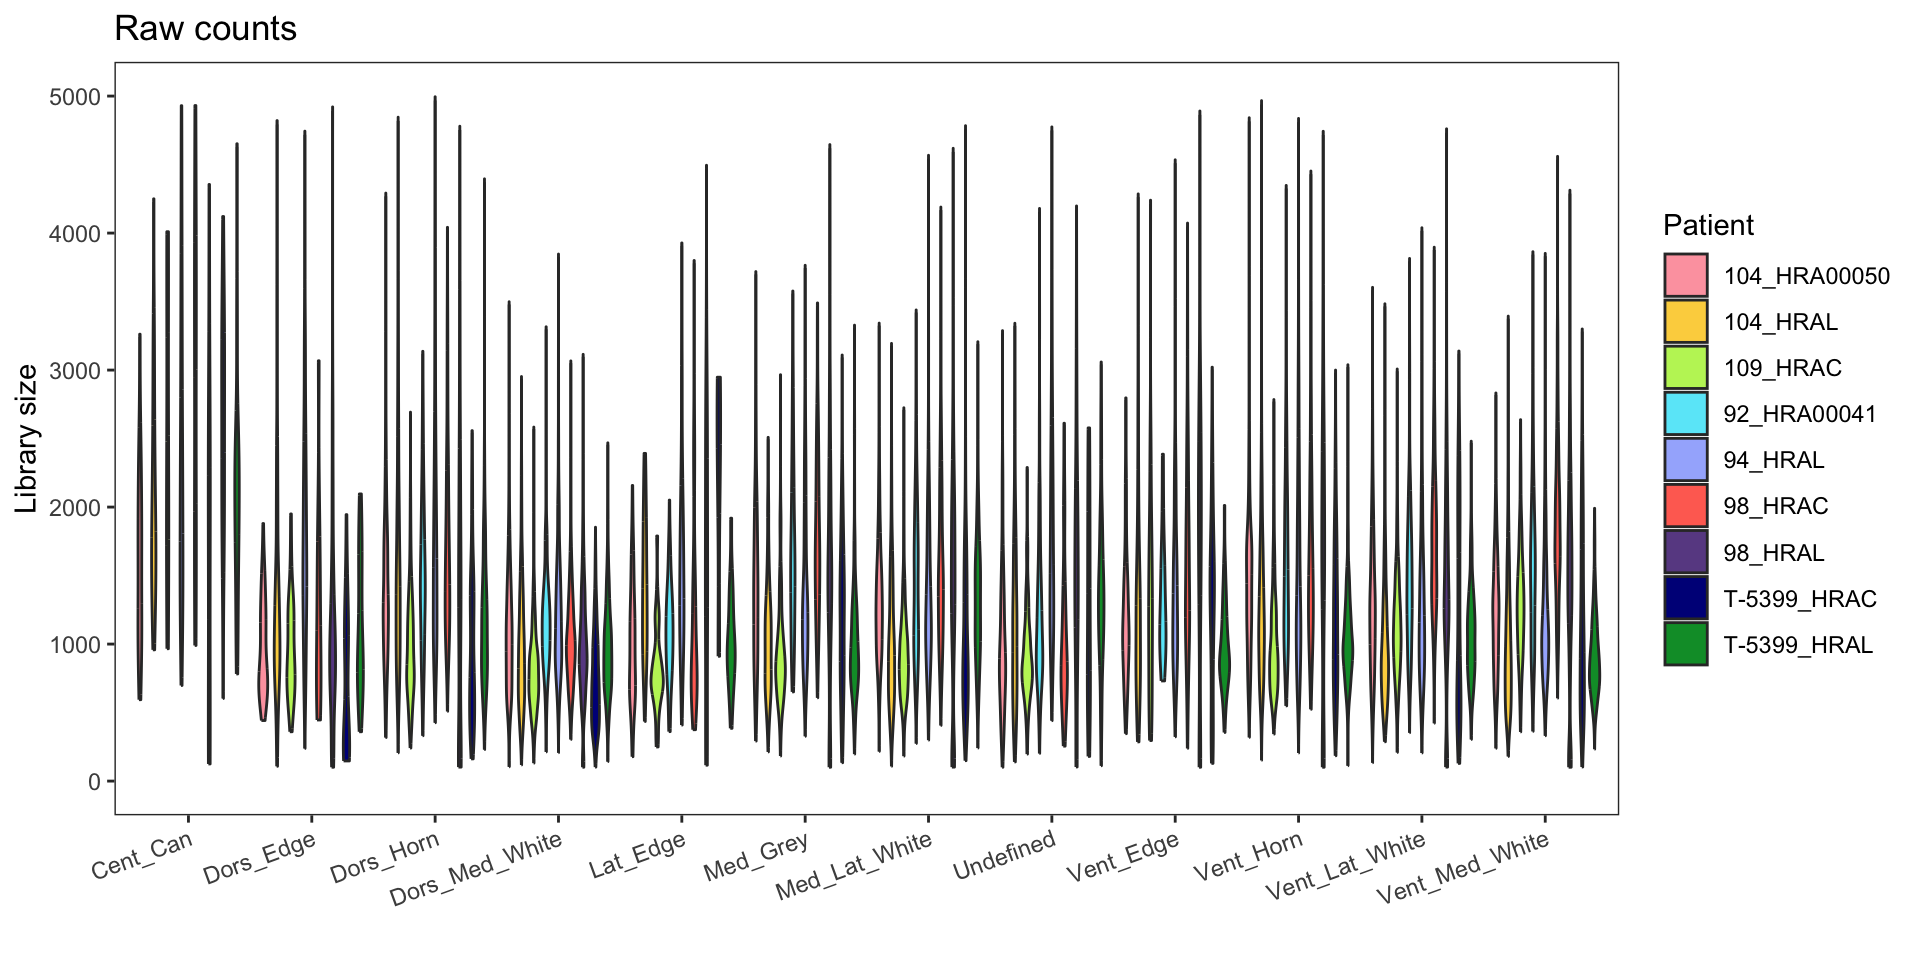 Raw counts
Library size
5000
4000
3000
2000
1000
0
Cent_Can
Dors_Edge
Dors_Horn
Dors_Med_White
Lat_Edge
Med_Grey
Med_Lat_White
Undefined
Vent_Edge
Vent_Horn
Vent_Lat_White
Vent_Med_White
Patient
104_HRA00050
104_HRAL
109_HRAC
92_HRA00041
94_HRAL
98_HRAC
98_HRAL
T-5399_HRAC
T-5399_HRAL